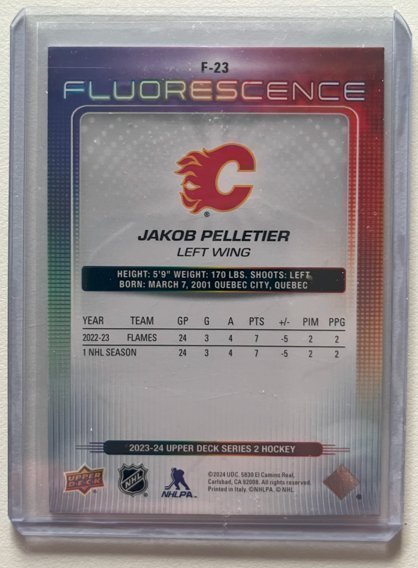 F-23
FLUORESCENCE
C
®
JAKOB PELLETIER
LEFT WING
HEIGHT: 5'9" WEIGHT: 170 LBS. SHOOTS: LEFT
BORN: MARCH 7, 2001 QUEBEC CITY, QUEBEC
YEAR TEAM GP G A PTS +/- PIM PPG
2022-23 FLAMES 24 3 4 7 -5 2 2
1 NHL SEASON 24 3 4 7 -5 2 2
2023-24 UPPER DECK SERIES 2 HOCKEY
UPPER DECK
NHL
NHLPA
©2024 UDC. 5830 El Camino Real,
Carlsbad, CA 92008. All rights reserved.
Printed in Italy. ©NHLPA. © NHL